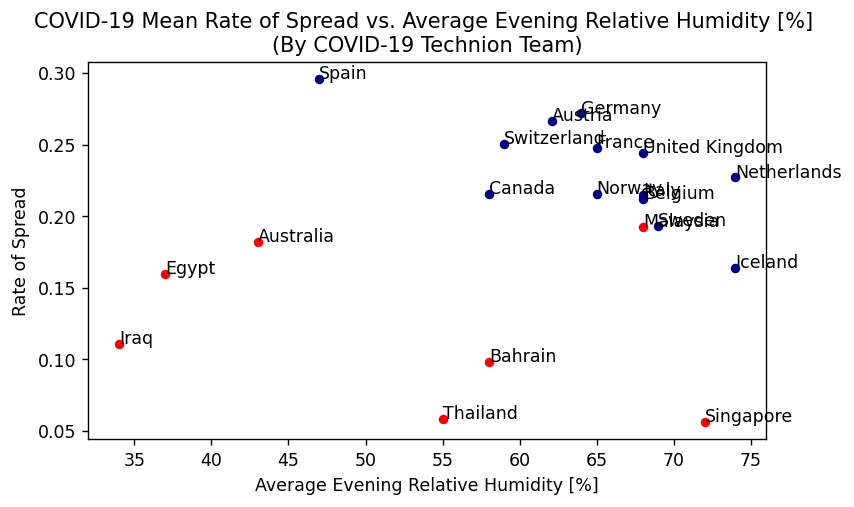 COVID-19 Mean Rate of Spread vs. Average Evening Relative Humidity [%]
(By COVID-19 Technion Team)
0.30
0.25
0.20
0.15
0.10
0.05
Rate of Spread
Spain
Germany
Austria
Switzerland
France
United Kingdom
Netherlands
Canada
Norway
Italy
Belgium
Malaysia
Sweden
Australia
Egypt
Iceland
Iraq
Bahrain
Thailand
Singapore
35 40 45 50 55 60 65 70 75
Average Evening Relative Humidity [%]